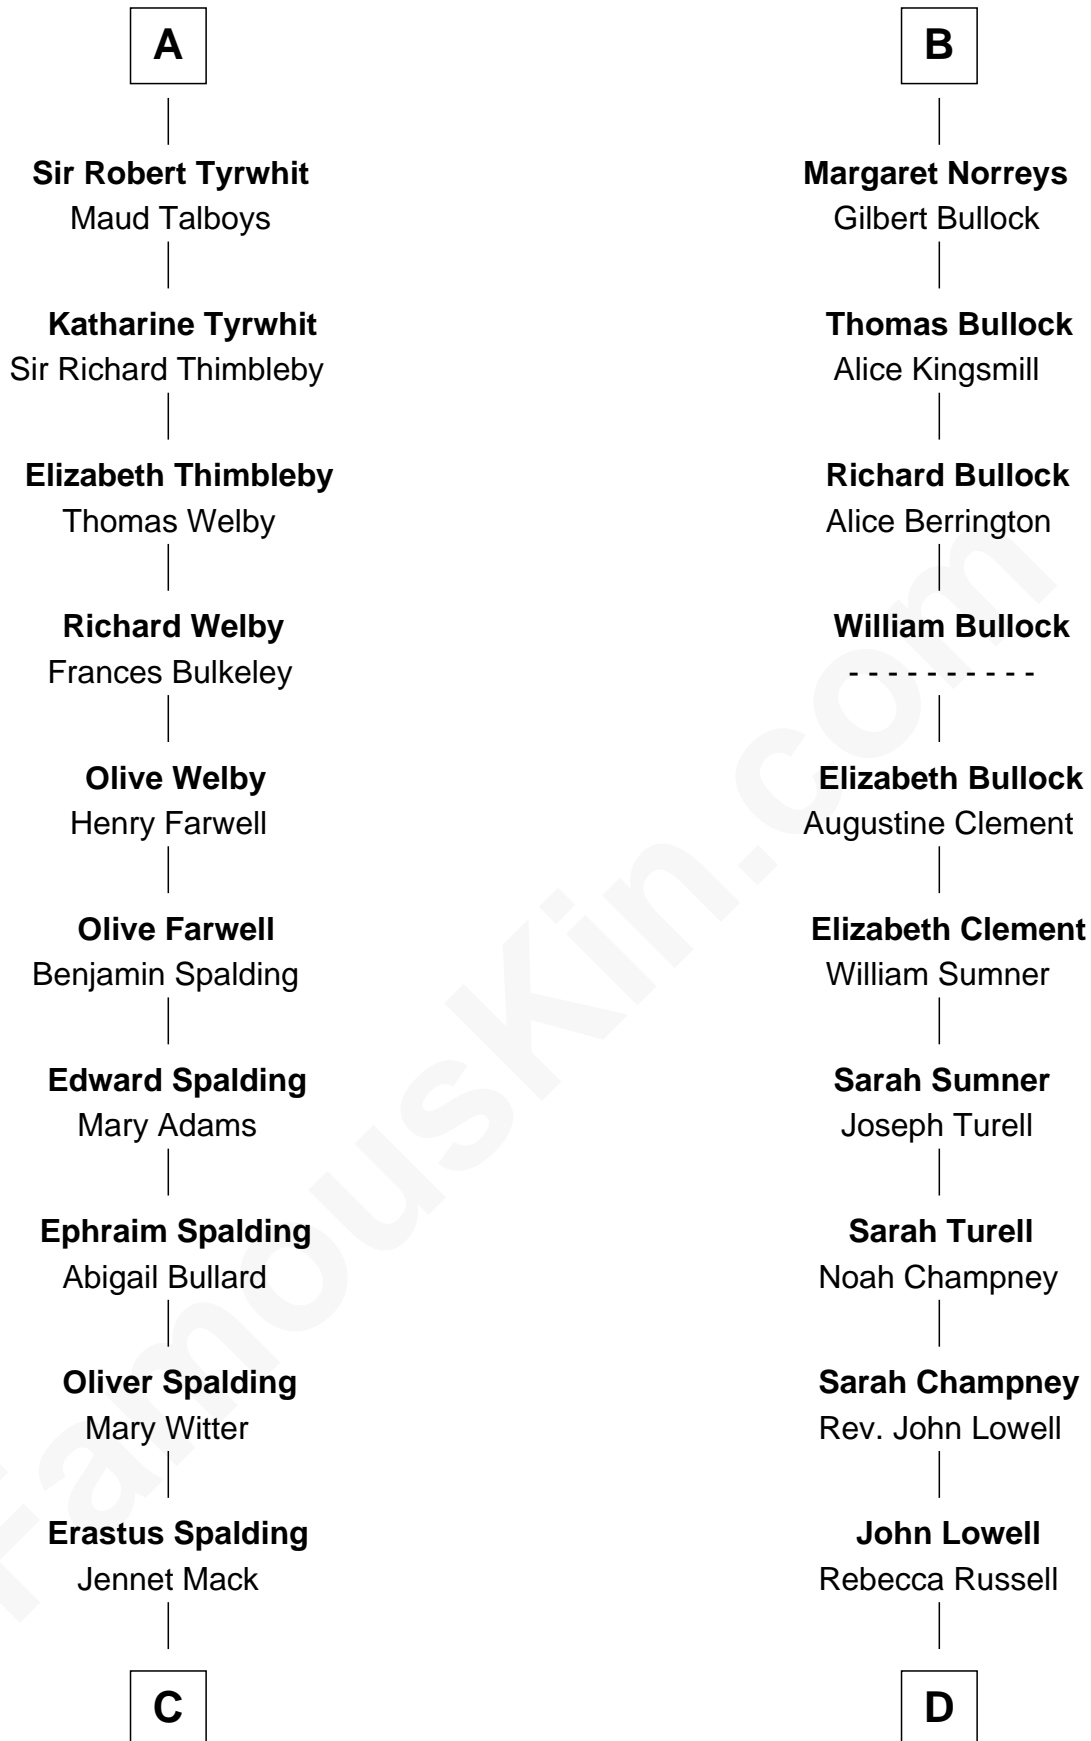 A
Sir Robert Tyrwhit
Maud Talboys
Katharine Tyrwhit
Sir Richard Thimbleby
Elizabeth Thimbleby
Thomas Welby
Richard Welby
Frances Bulkeley
Olive Welby
Henry Farwell
Olive Farwell
Benjamin Spalding
Edward Spalding
Mary Adams
Ephraim Spalding
Abigail Bullard
Oliver Spalding
Mary Witter
Erastus Spalding
Jennet Mack
C
B
Margaret Norreys
Gilbert Bullock
Thomas Bullock
Alice Kingsmill
Richard Bullock
Alice Berrington
William Bullock
- - - - - - - - - -
Elizabeth Bullock
Augustine Clement
Elizabeth Clement
William Sumner
Sarah Sumner
Joseph Turell
Sarah Turell
Noah Champney
Sarah Champney
Rev. John Lowell
John Lowell
Rebecca Russell
D
FamousKin.com